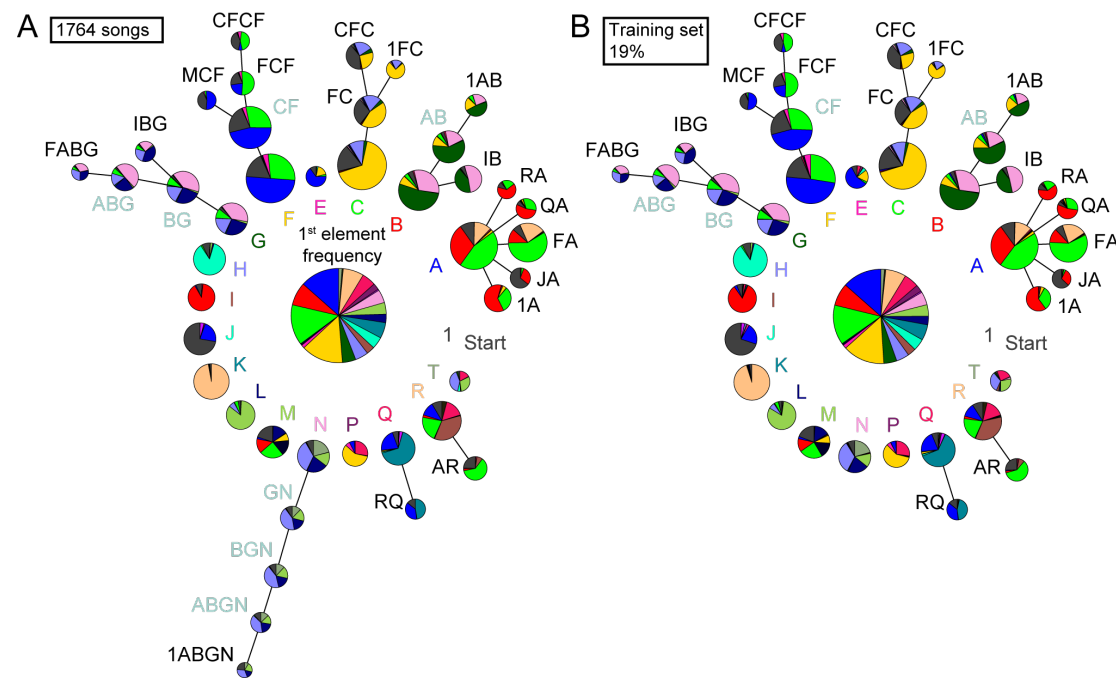 A
1764 songs
CFCF
FCF
MCF
CF
CFC
1FC
FC
1AB
AB
IB
IBG
FABG
ABG
BG
RA
QA
FA
JA
1A
G
F
E
C
B
A
1st element
frequency
H
I
J
K
L
M
N
P
Q
R
T
1 Start
AR
RQ
GN
BGN
ABGN
1ABGN
B
Training set
19%
CFCF
FCF
MCF
CF
CFC
1FC
FC
1AB
AB
IB
IBG
FABG
ABG
BG
RA
QA
FA
JA
1A
G
F
E
C
B
A
H
I
J
K
L
M
N
P
Q
R
T
1 Start
AR
RQ